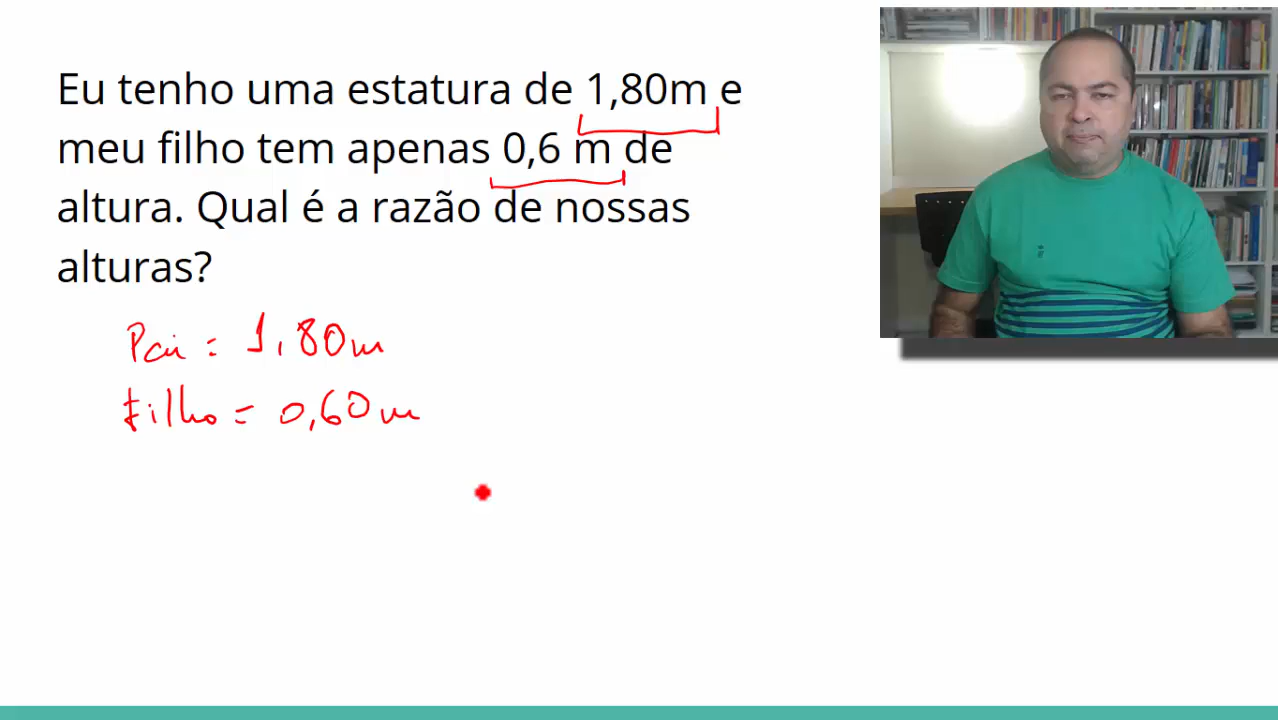 Eu tenho uma estatura de 1,80m e
meu filho tem apenas 0,6 m de
altura. Qual é a razão de nossas
alturas?
Pai = 1,80m
Filho = 0,60m